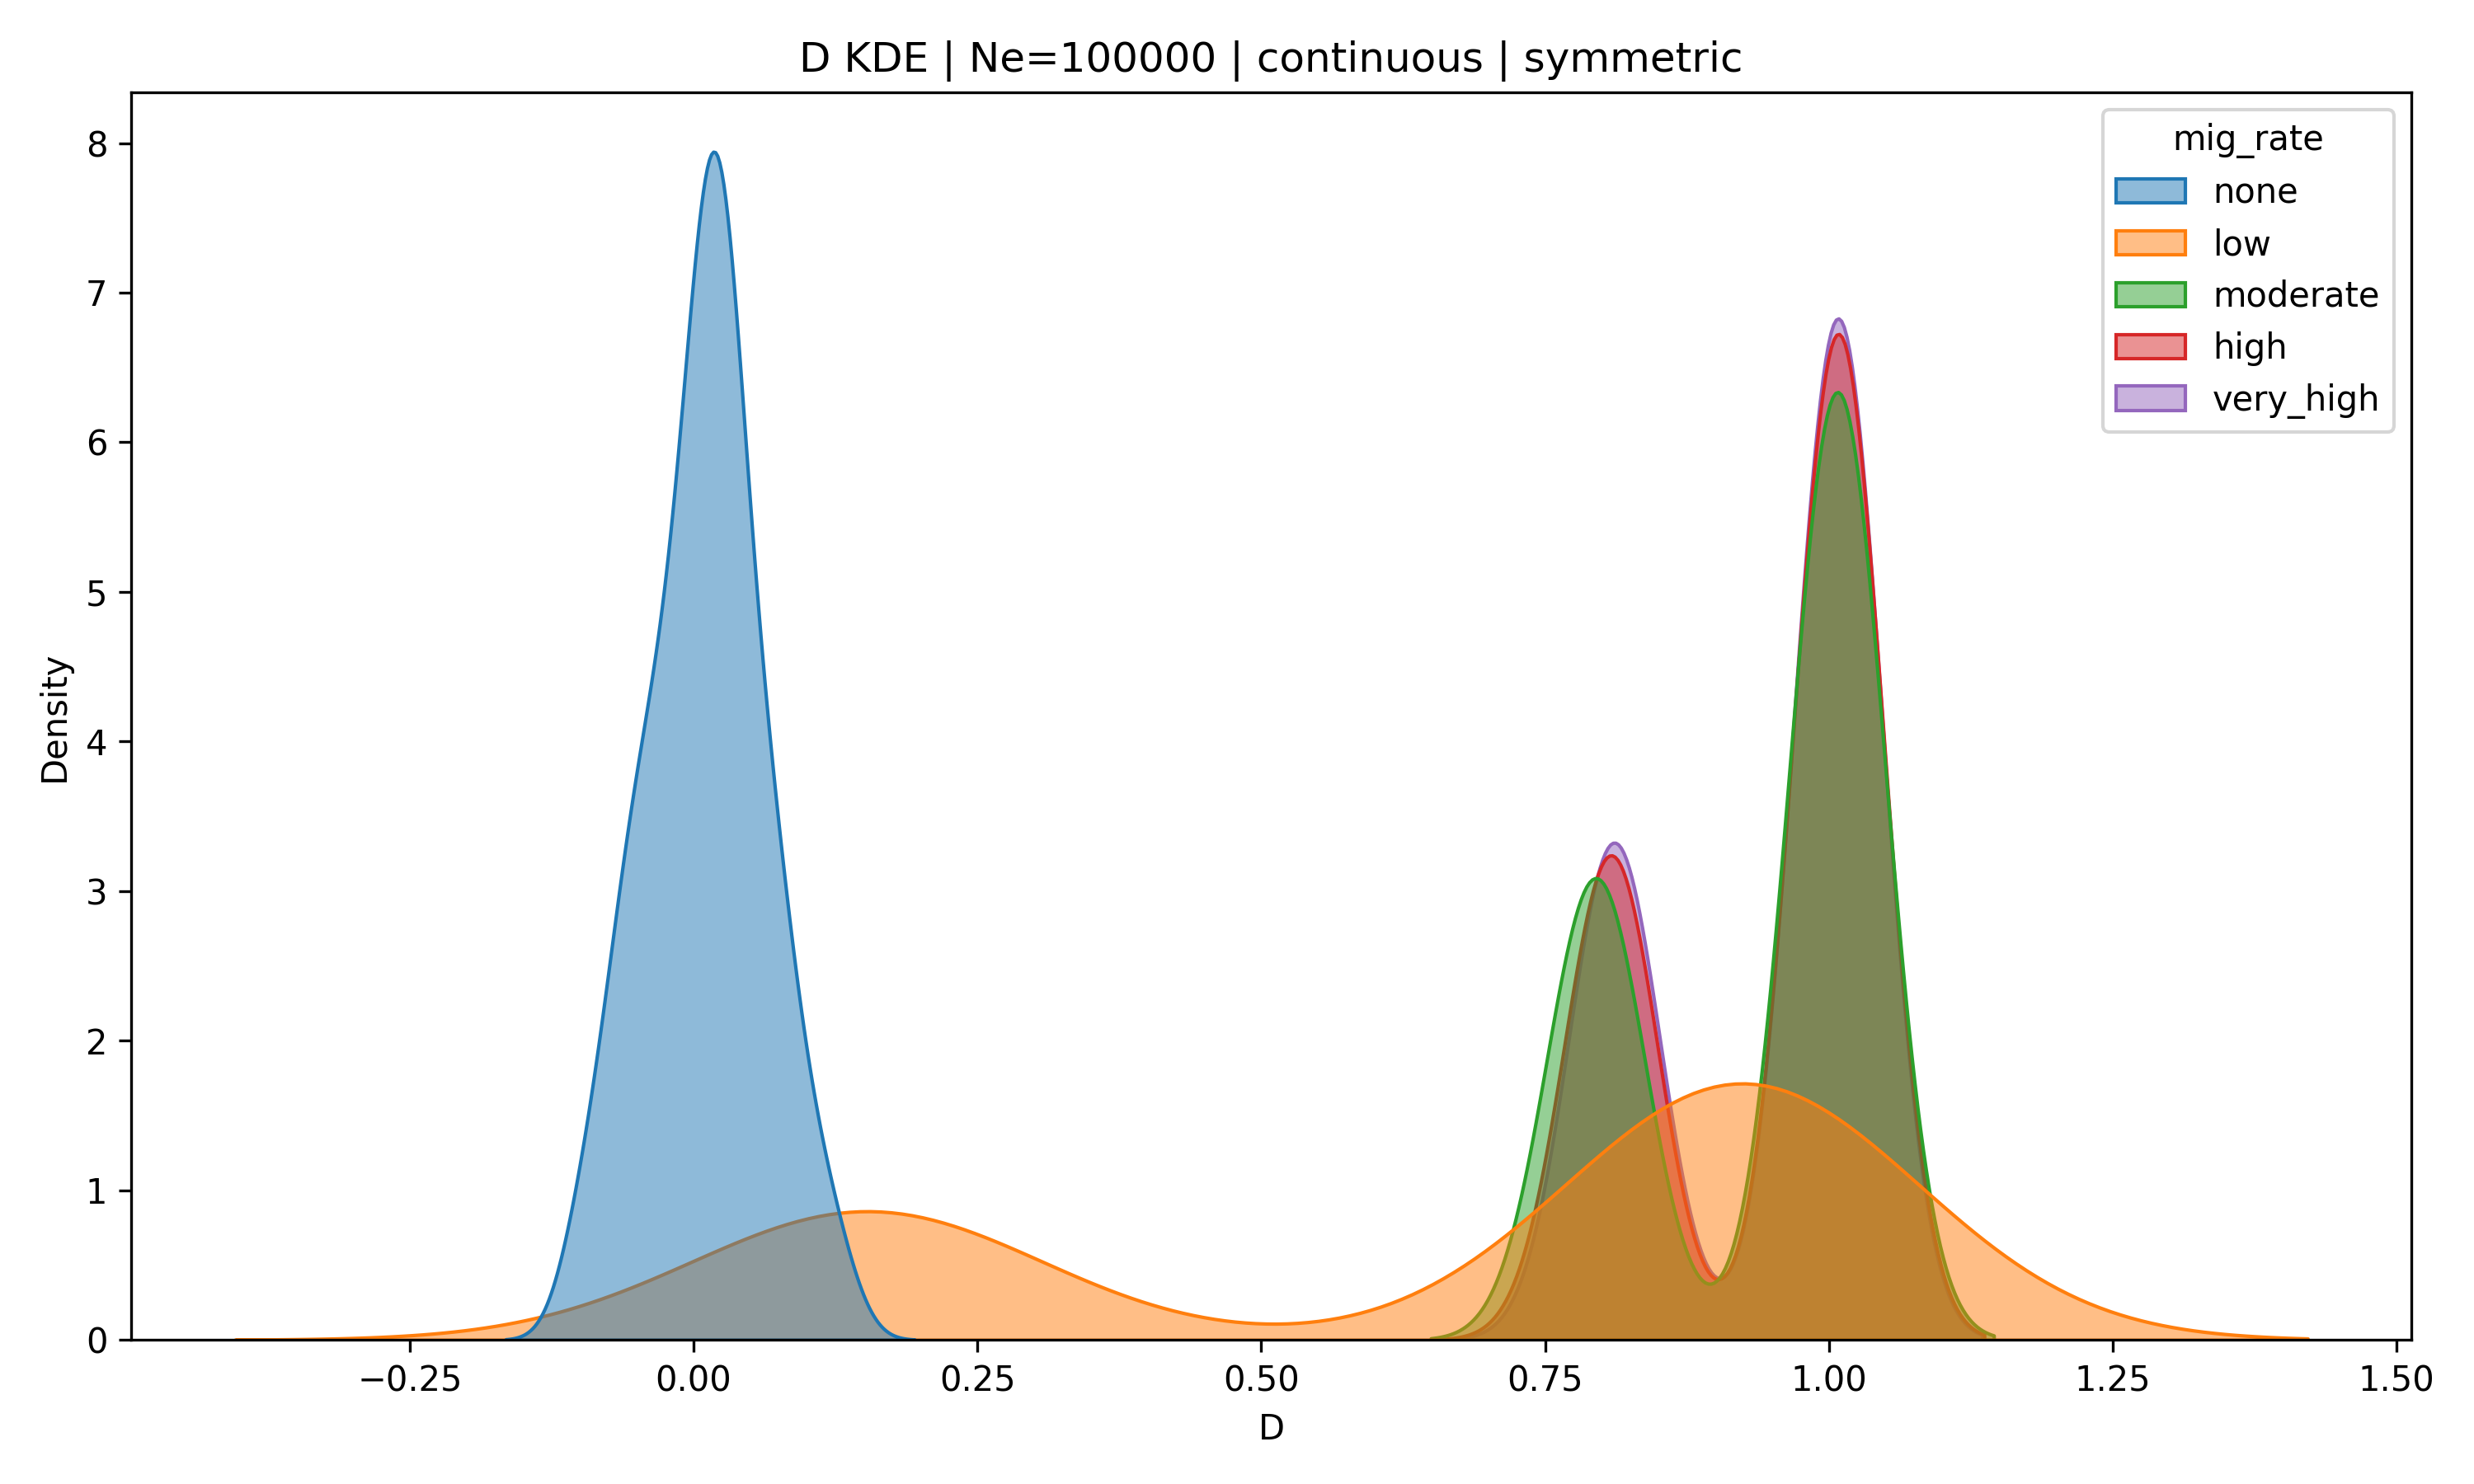 D KDE | Ne=100000 | continuous | symmetric
mig_rate
none
low
moderate
high
very_high
Density
8
7
6
5
4
3
2
1
0
−0.25 0.00 0.25 0.50 0.75 1.00 1.25 1.50
D